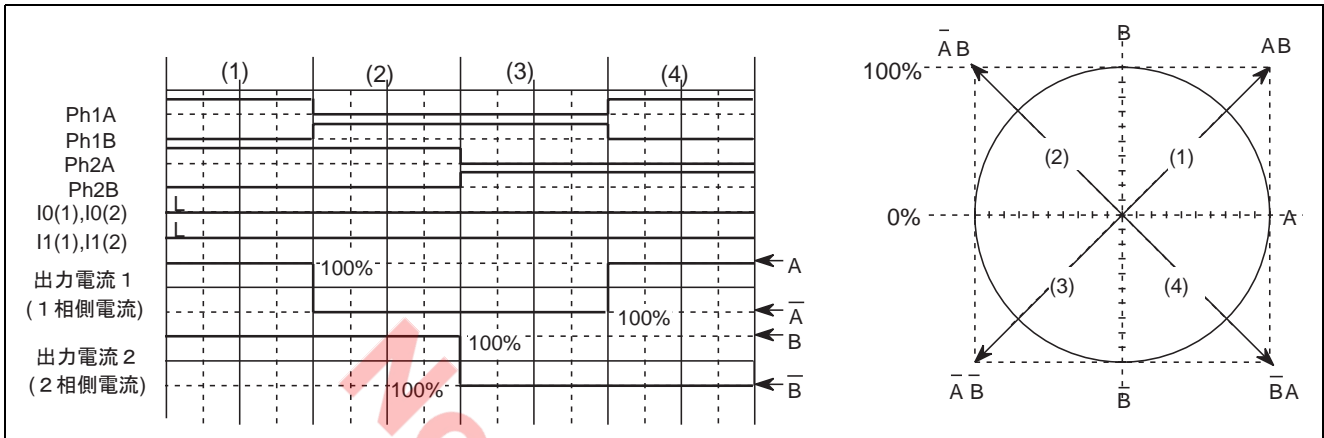 (1) (2) (3) (4)
Ph1A
Ph1B
Ph2A
Ph2B
I0(1),I0(2) L
I1(1),I1(2) L
出力電流1
(1相側電流)
100%
100%
A
A̅
出力電流2
(2相側電流)
100%
100%
B
B̅
No
A̅ B
B
AB
100%
(2)
(1)
0%
A
(3)
(4)
A̅ B̅
B̅
B̅A